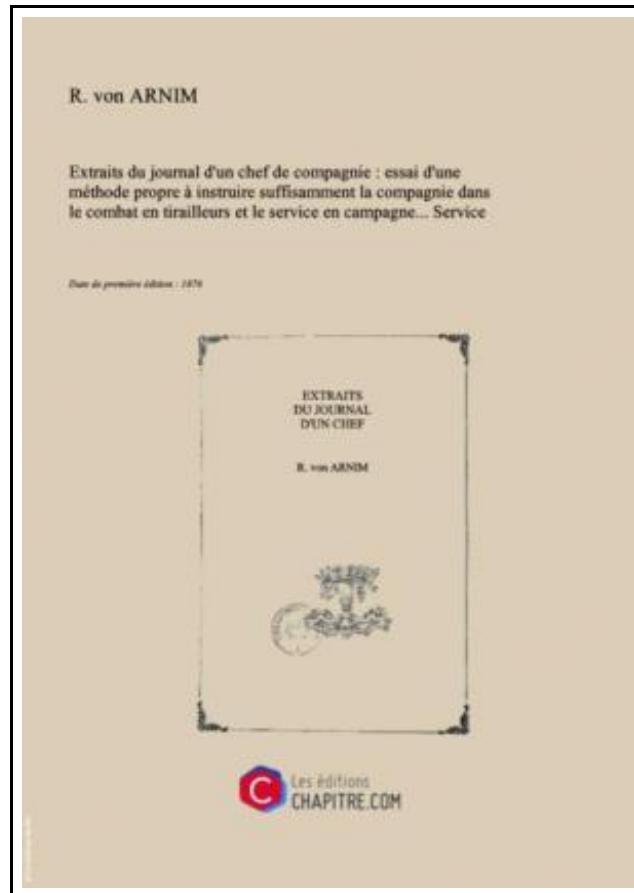 R. von ARNIM
Extraits du journal d'un chef de compagnie : essai d'une
méthode propre à instruire suffisamment la compagnie dans
le combat en tirailleurs et le service en campagne... Service
Date de première édition : 1876
EXTRAITS
DU JOURNAL
D'UN CHEF
R. von ARNIM
C
Les éditions
CHAPITRE.COM